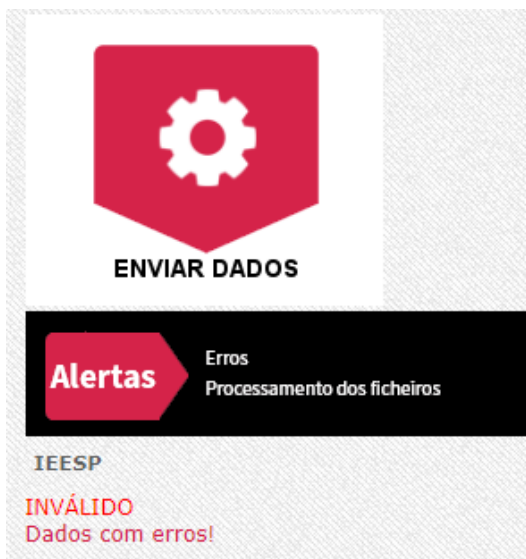 ENVIAR DADOS
Alertas
Erros
Processamento dos ficheiros
IEESP
INVÁLIDO
Dados com erros!